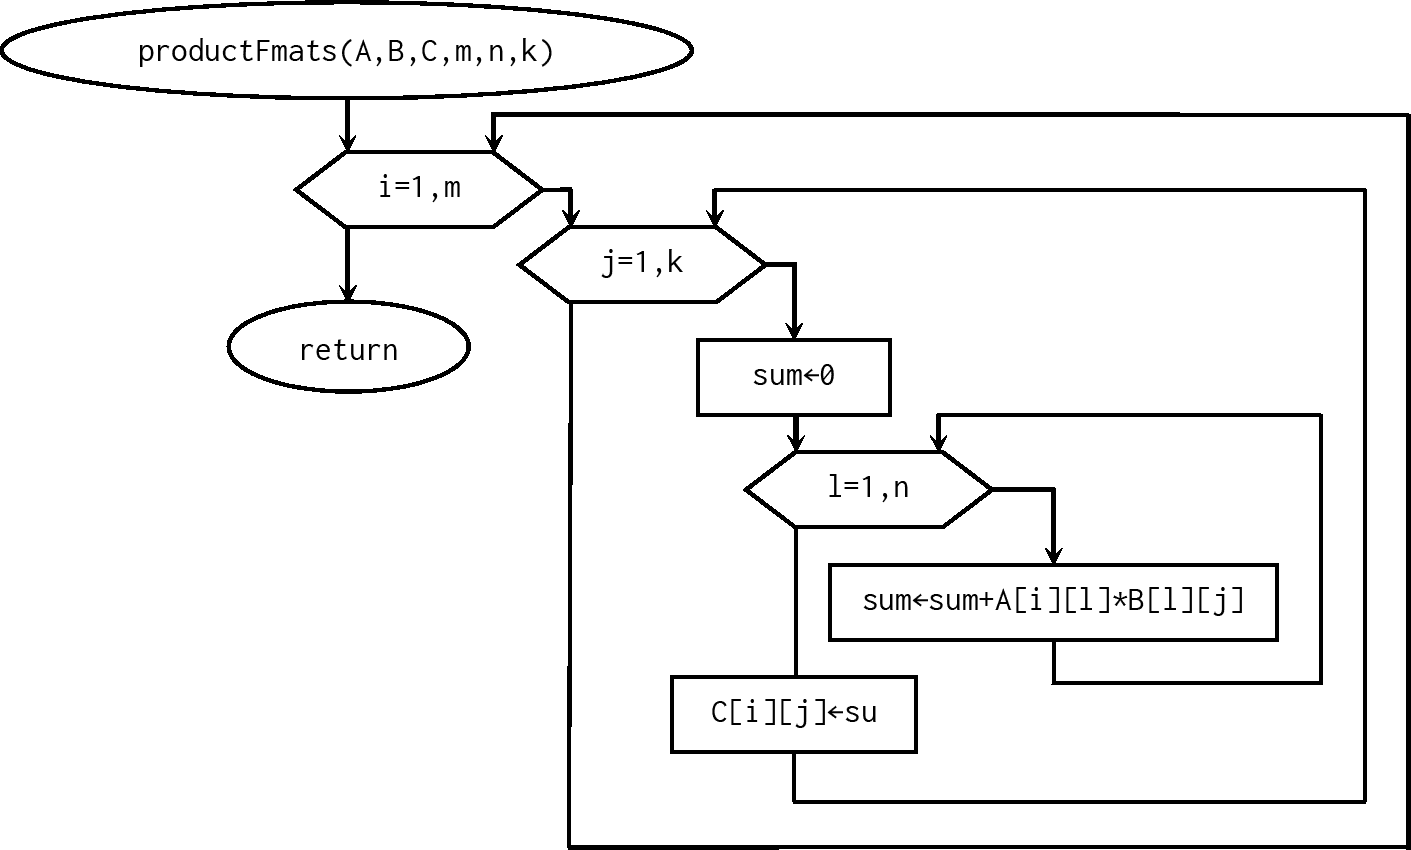 productFmats(A,B,C,m,n,k)
i=1,m
j=1,k
return
sum←0
l=1,n
sum←sum+A[i][l]*B[l][j]
C[i][j]←su